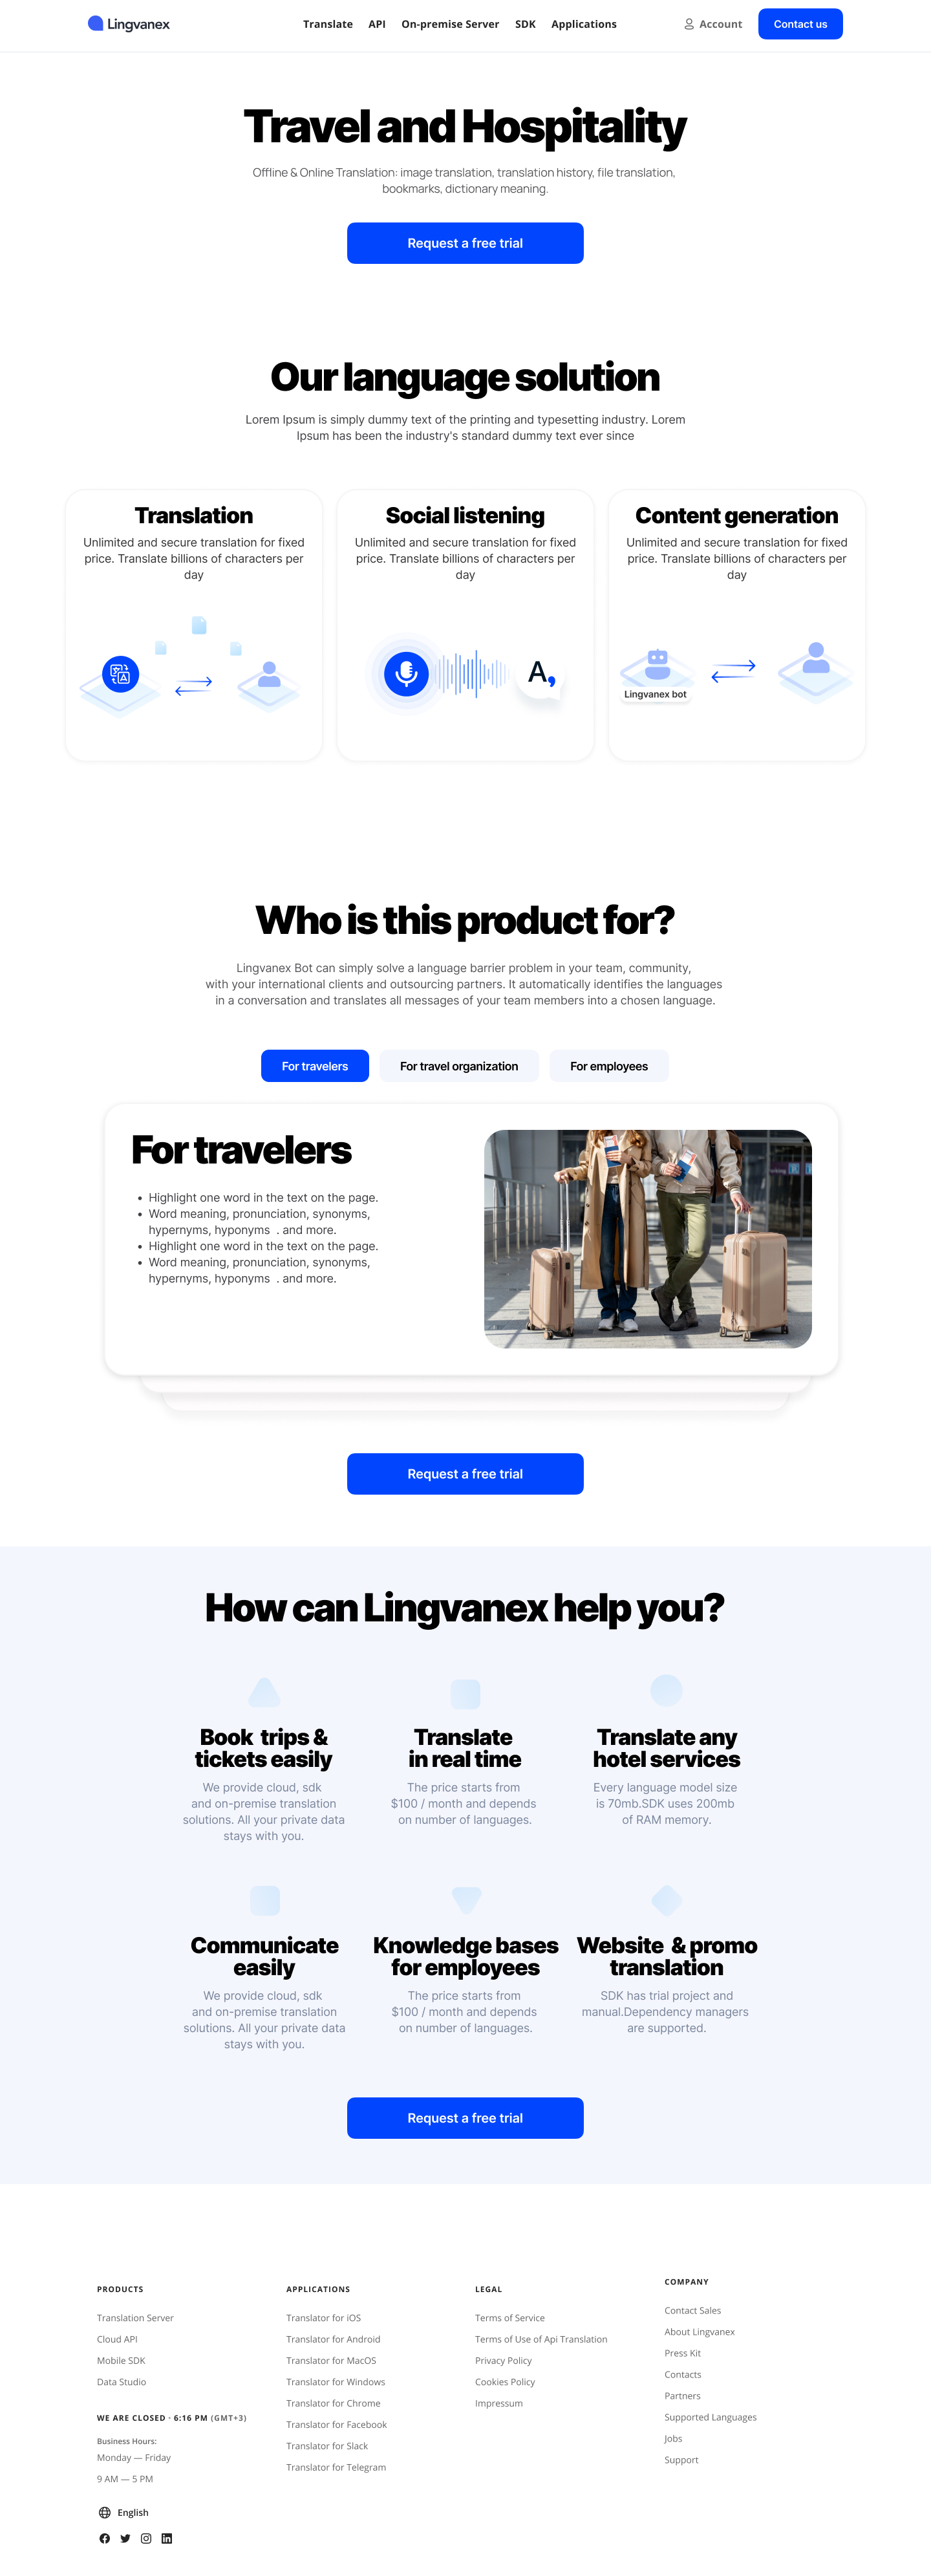 Lingvanex
Translate
API
On-premise Server
SDK
Applications
Account
Contact us
Travel and Hospitality
Offline & Online Translation: image translation, translation history, file translation,
bookmarks, dictionary meaning.
Request a free trial
Our language solution
Lorem Ipsum is simply dummy text of the printing and typesetting industry. Lorem
Ipsum has been the industry's standard dummy text ever since
Translation
Unlimited and secure translation for fixed
price. Translate billions of characters per
day
Social listening
Unlimited and secure translation for fixed
price. Translate billions of characters per
day
A,
Content generation
Unlimited and secure translation for fixed
price. Translate billions of characters per
day
Lingvanex bot
Who is this product for?
Lingvanex Bot can simply solve a language barrier problem in your team, community,
with your international clients and outsourcing partners. It automatically identifies the languages
in a conversation and translates all messages of your team members into a chosen language.
For travelers
For travel organization
For employees
For travelers
• Highlight one word in the text on the page.
• Word meaning, pronunciation, synonyms,
hypernyms, hyponyms . and more.
• Highlight one word in the text on the page.
• Word meaning, pronunciation, synonyms,
hypernyms, hyponyms . and more.
Request a free trial
How can Lingvanex help you?
Book trips &
tickets easily
We provide cloud, sdk
and on-premise translation
solutions. All your private data
stays with you.
Translate
in real time
The price starts from
$100 / month and depends
on number of languages.
Translate any
hotel services
Every language model size
is 70mb.SDK uses 200mb
of RAM memory.
Communicate
easily
We provide cloud, sdk
and on-premise translation
solutions. All your private data
stays with you.
Knowledge bases
for employees
The price starts from
$100 / month and depends
on number of languages.
Website & promo
translation
SDK has trial project and
manual.Dependency managers
are supported.
Request a free trial
PRODUCTS
Translation Server
Cloud API
Mobile SDK
Data Studio
WE ARE CLOSED · 6:16 PM (GMT+3)
Business Hours:
Monday — Friday
9 AM — 5 PM
English
APPLICATIONS
Translator for iOS
Translator for Android
Translator for MacOS
Translator for Windows
Translator for Chrome
Translator for Facebook
Translator for Slack
Translator for Telegram
LEGAL
Terms of Service
Terms of Use of Api Translation
Privacy Policy
Cookies Policy
Impressum
COMPANY
Contact Sales
About Lingvanex
Press Kit
Contacts
Partners
Supported Languages
Jobs
Support